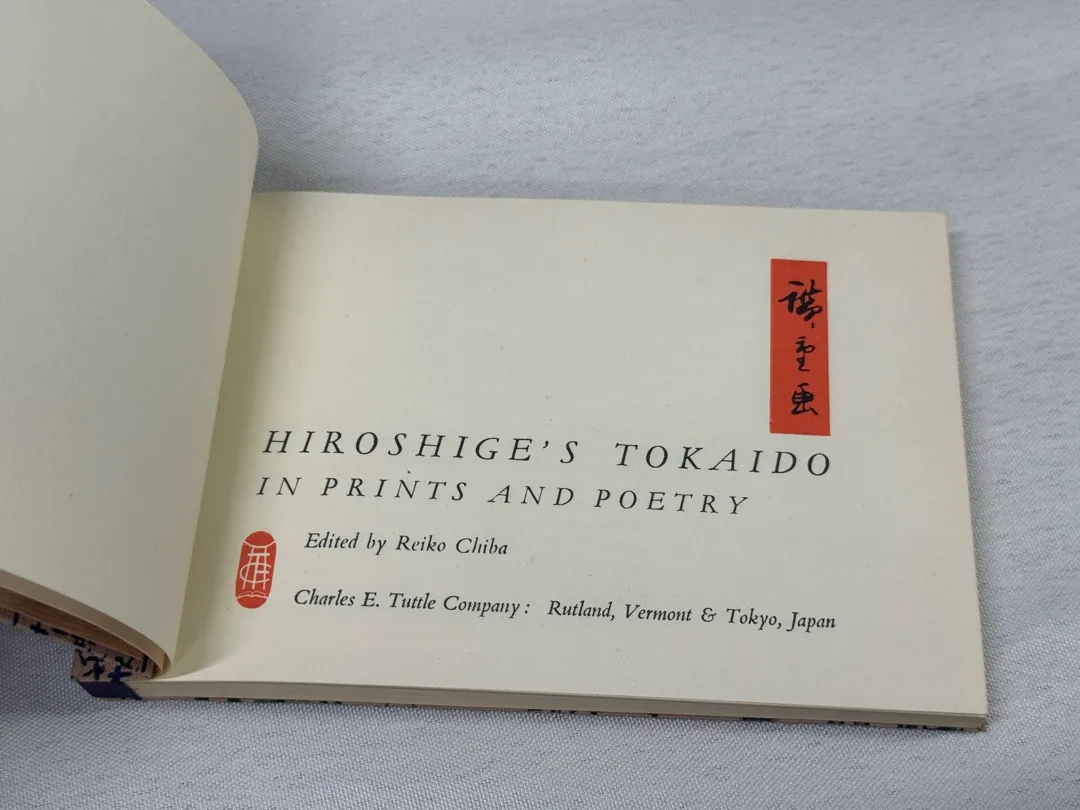 廣重画
HIROSHIGE'S TOKAIDO
IN PRINTS AND POETRY
Edited by Reiko Chiba
Charles E. Tuttle Company: Rutland, Vermont & Tokyo, Japan